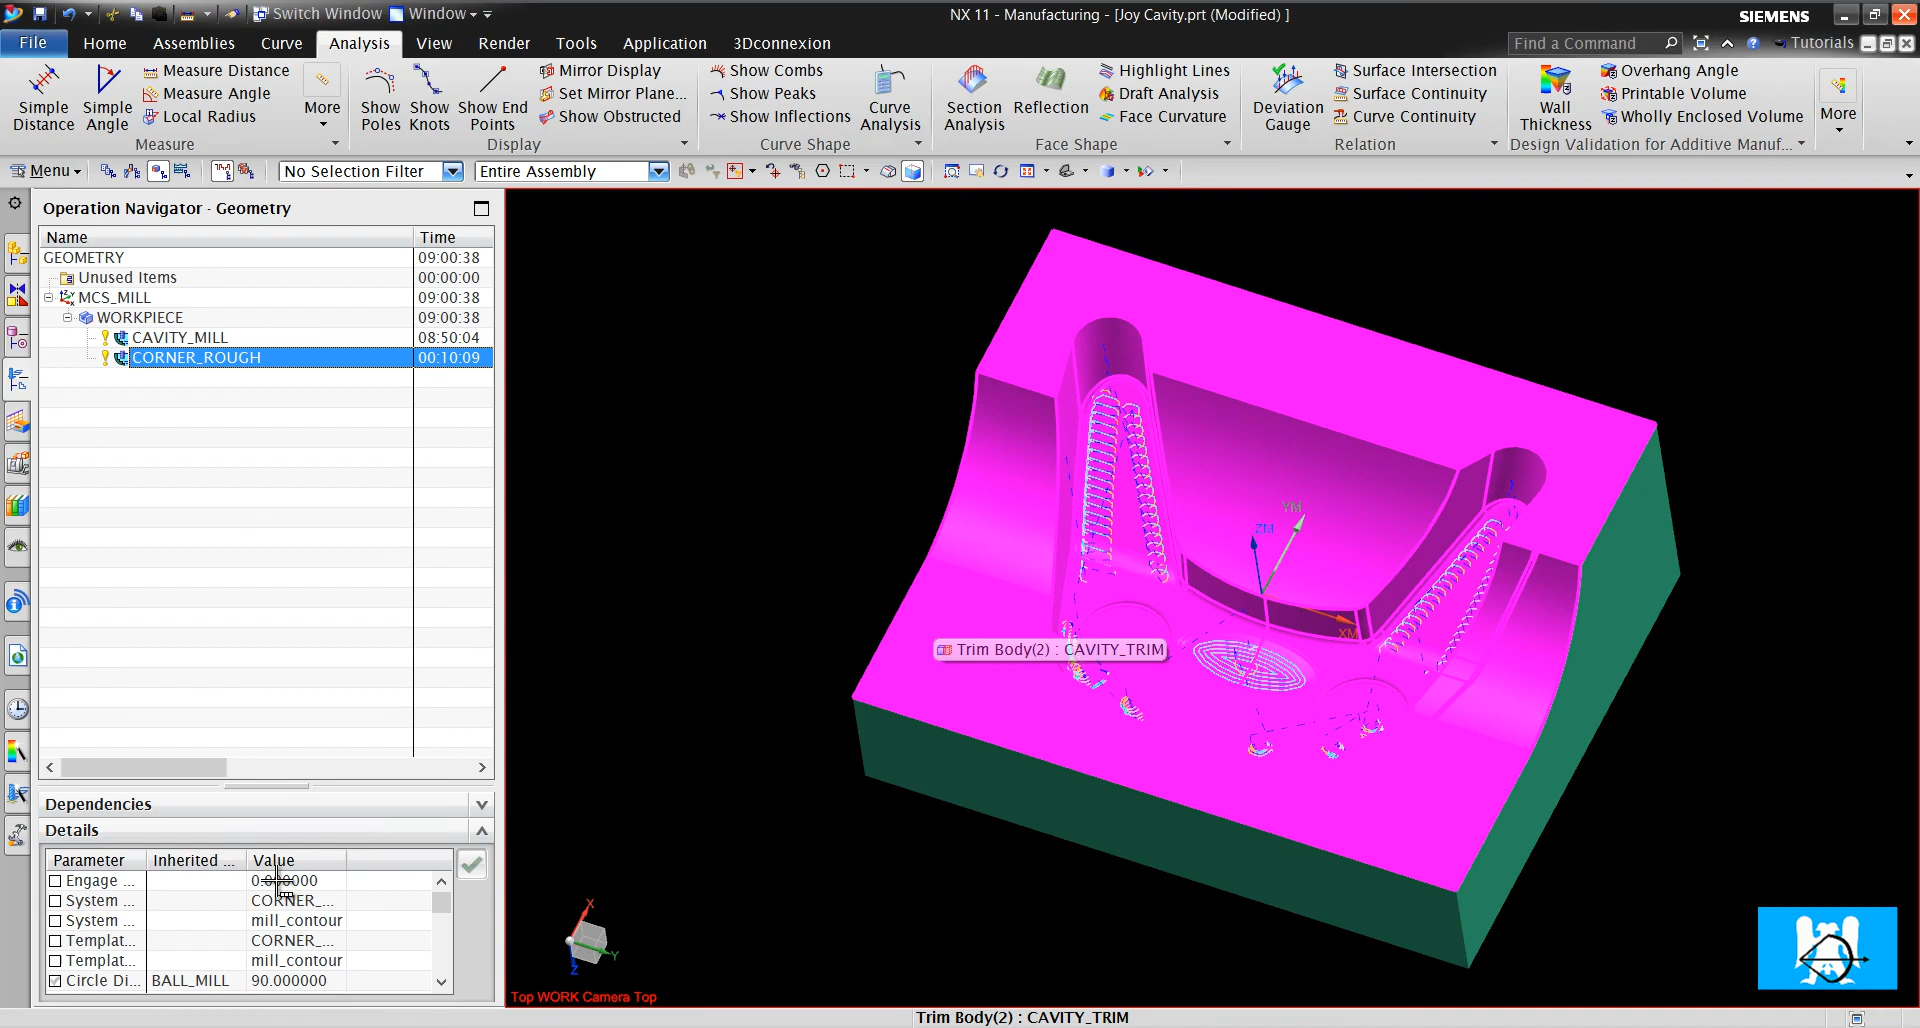 Switch Window Window
NX 11 - Manufacturing - [Joy Cavity.prt (Modified) ]
SIEMENS
File Home Assemblies Curve Analysis View Render Tools Application 3Dconnexion
Find a Command
Tutorials
Simple Distance
Simple Angle
Measure Distance
Measure Angle
Local Radius
More
Measure
Show Poles
Show Knots
Show End Points
Mirror Display
Set Mirror Plane...
Show Obstructed
Display
Show Combs
Show Peaks
Show Inflections
Curve Analysis
Curve Shape
Section Analysis
Reflection
Highlight Lines
Draft Analysis
Face Curvature
Face Shape
Deviation Gauge
Surface Intersection
Surface Continuity
Curve Continuity
Relation
Wall Thickness
Overhang Angle
Printable Volume
Wholly Enclosed Volume
Design Validation for Additive Manuf...
More
Menu
No Selection Filter
Entire Assembly
Operation Navigator - Geometry
Name Time
GEOMETRY 09:00:38
Unused Items 00:00:00
MCS_MILL 09:00:38
WORKPIECE 09:00:38
CAVITY_MILL 08:50:04
CORNER_ROUGH 00:10:09
Dependencies
Details
Parameter Inherited ... Value
Engage ...
System ... CORNER_...
System ... mill_contour
Templat... CORNER_...
Templat... mill_contour
Circle Di... BALL_MILL 90.000000
YM
ZM
XM
Trim Body(2) : CAVITY_TRIM
X
Y
Z
Top WORK Camera Top
Trim Body(2) : CAVITY_TRIM